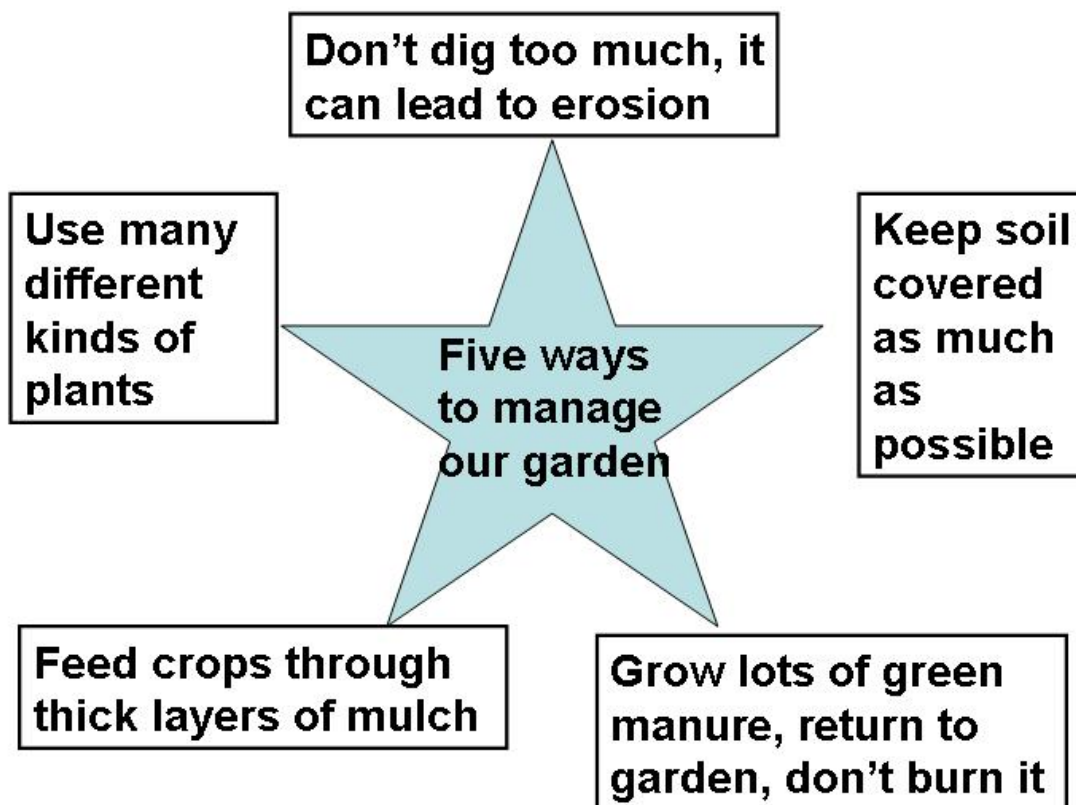 Don't dig too much, it
can lead to erosion
Use many
different
kinds of
plants
Keep soil
covered
as much
as
possible
Five ways
to manage
our garden
Feed crops through
thick layers of mulch
Grow lots of green
manure, return to
garden, don't burn it